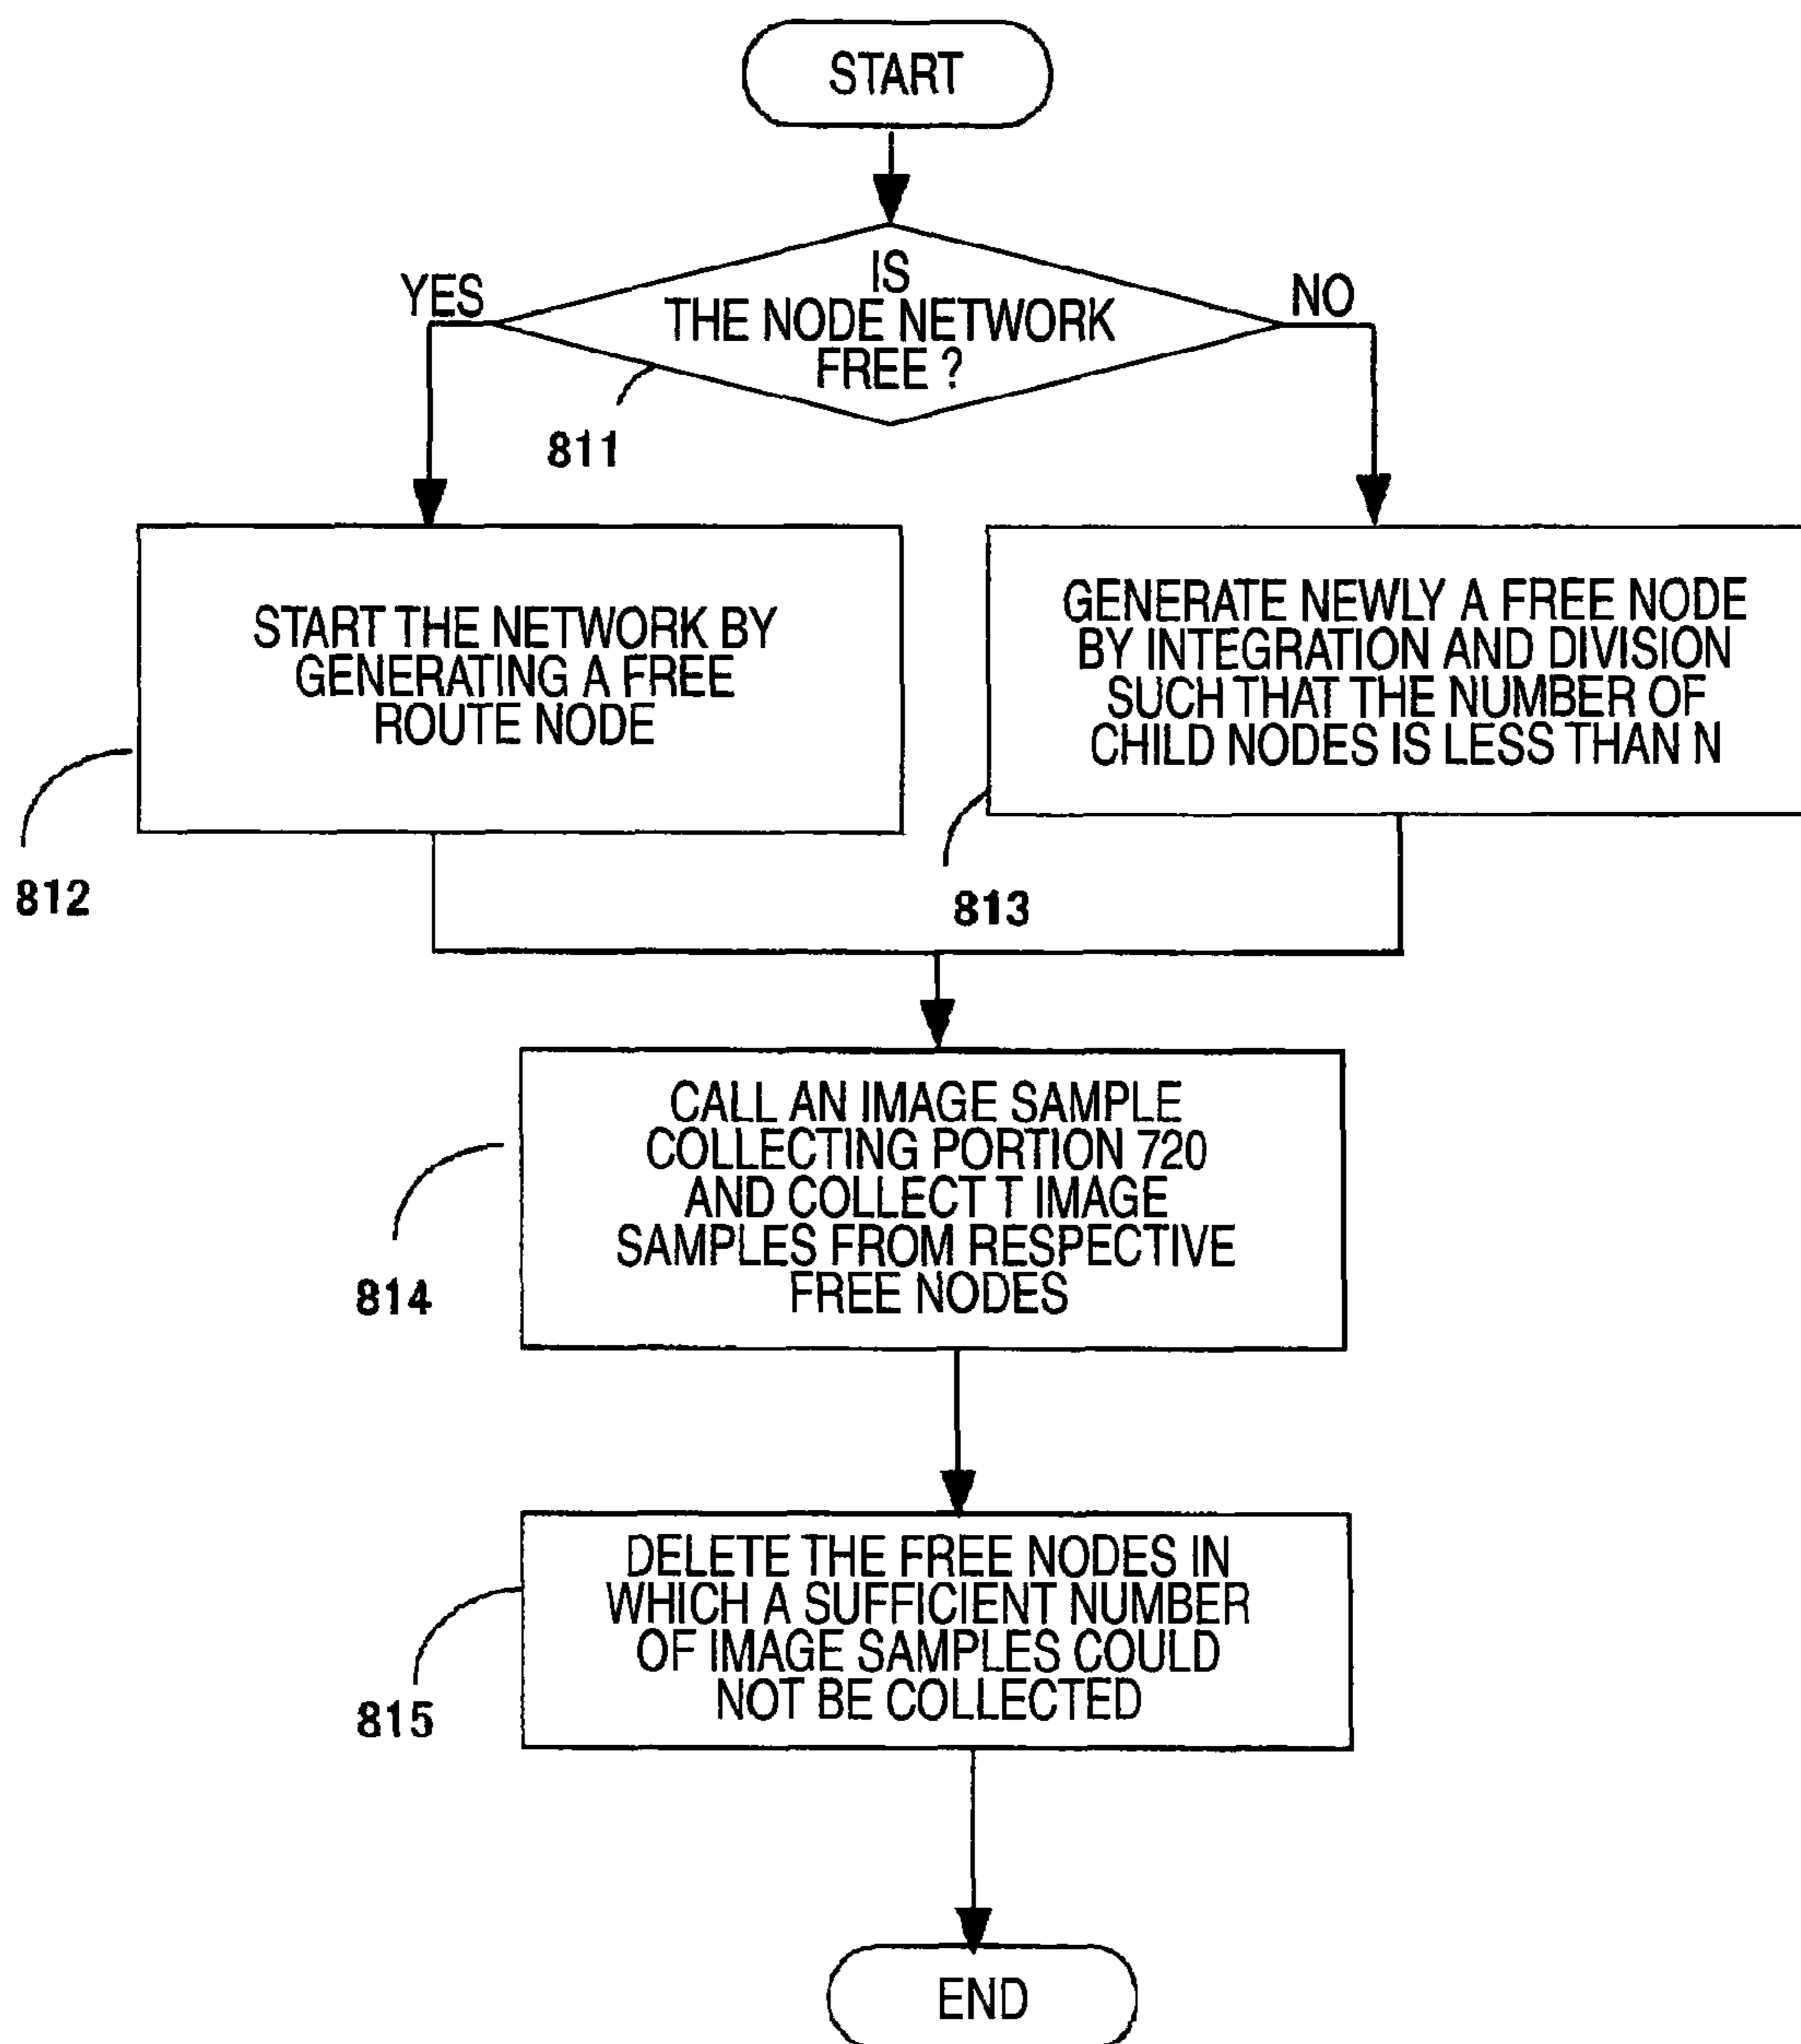 START
IS
THE NODE NETWORK
FREE ?
YES
NO
811
START THE NETWORK BY
GENERATING A FREE
ROUTE NODE
812
GENERATE NEWLY A FREE NODE
BY INTEGRATION AND DIVISION
SUCH THAT THE NUMBER OF
CHILD NODES IS LESS THAN N
813
CALL AN IMAGE SAMPLE
COLLECTING PORTION 720
AND COLLECT T IMAGE
SAMPLES FROM RESPECTIVE
FREE NODES
814
DELETE THE FREE NODES IN
WHICH A SUFFICIENT NUMBER
OF IMAGE SAMPLES COULD
NOT BE COLLECTED
815
END